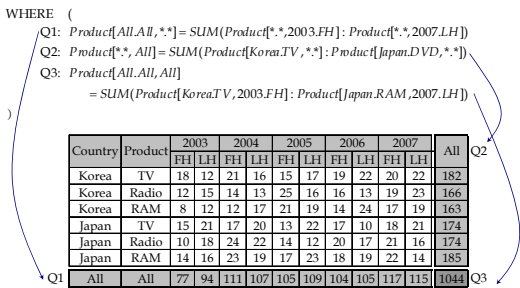 WHERE (
Q1: Product[All.All,*.*] = SUM(Product[*.*,2003.FH] : Product[*.*,2007.LH])
Q2: Product[*.*, All] = SUM(Product[Korea.TV ,*.*] : Product[Japan.DVD,*.*])
Q3: Product[All.All, All]
= SUM(Product[Korea.TV , 2003.FH] : Product[Japan.RAM ,2007.LH])
)
Country Product 2003 2004 2005 2006 2007 All Q2
FH LH FH LH FH LH FH LH FH LH
Korea TV 18 12 21 16 15 17 19 22 20 22 182
Korea Radio 12 15 14 13 25 16 16 13 19 23 166
Korea RAM 8 12 12 17 21 19 14 24 17 19 163
Japan TV 15 21 17 20 13 22 17 10 18 21 174
Japan Radio 10 18 24 22 14 12 20 17 21 16 174
Japan RAM 14 16 23 19 17 23 18 19 22 14 185
Q1 All All 77 94 111 107 105 109 104 105 117 115 1044 Q3